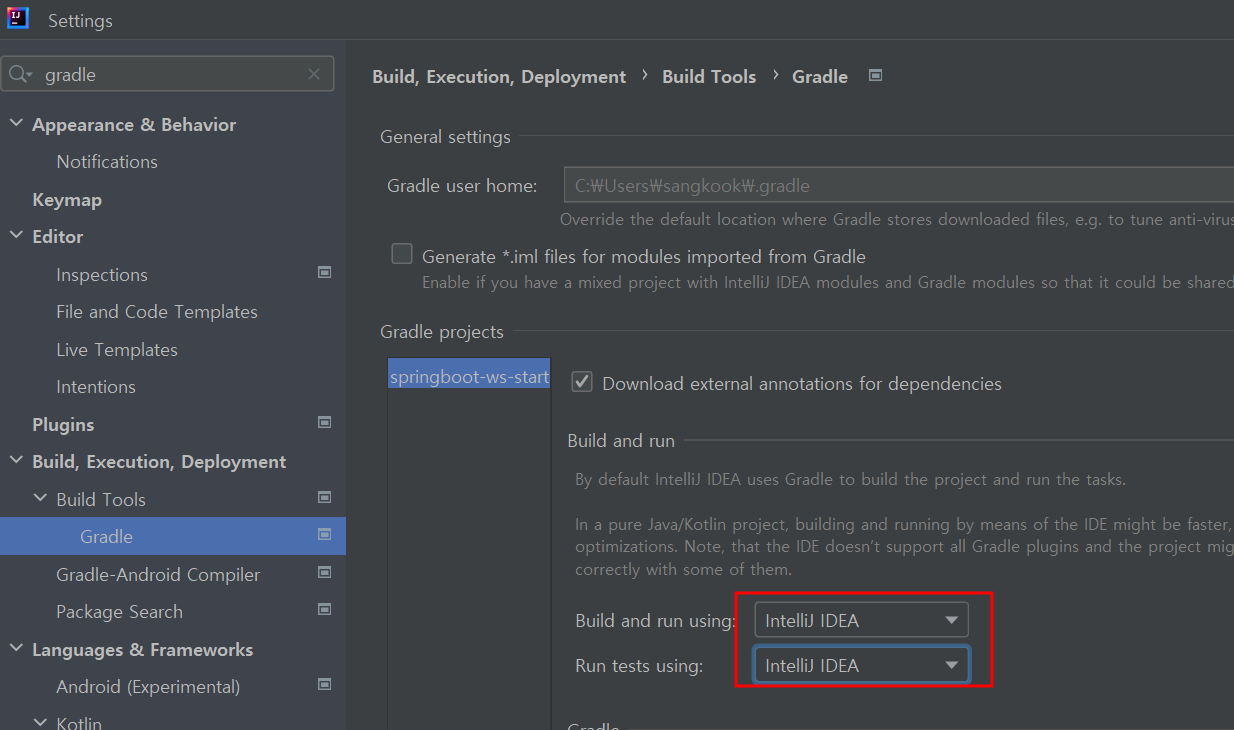 IJ
Settings
gradle
Appearance & Behavior
Notifications
Keymap
Editor
Inspections
File and Code Templates
Live Templates
Intentions
Plugins
Build, Execution, Deployment
Build Tools
Gradle
Gradle-Android Compiler
Package Search
Languages & Frameworks
Android (Experimental)
Kotlin
Build, Execution, Deployment › Build Tools › Gradle
General settings
Gradle user home: C:₩Users₩sangkook₩.gradle
Override the default location where Gradle stores downloaded files, e.g. to tune anti-virus
Generate *.iml files for modules imported from Gradle
Enable if you have a mixed project with IntelliJ IDEA modules and Gradle modules so that it could be shared
Gradle projects
springboot-ws-start
Download external annotations for dependencies
Build and run
By default IntelliJ IDEA uses Gradle to build the project and run the tasks.
In a pure Java/Kotlin project, building and running by means of the IDE might be faster,
optimizations. Note, that the IDE doesn't support all Gradle plugins and the project mig
correctly with some of them.
Build and run using: IntelliJ IDEA
Run tests using: IntelliJ IDEA
Gradle